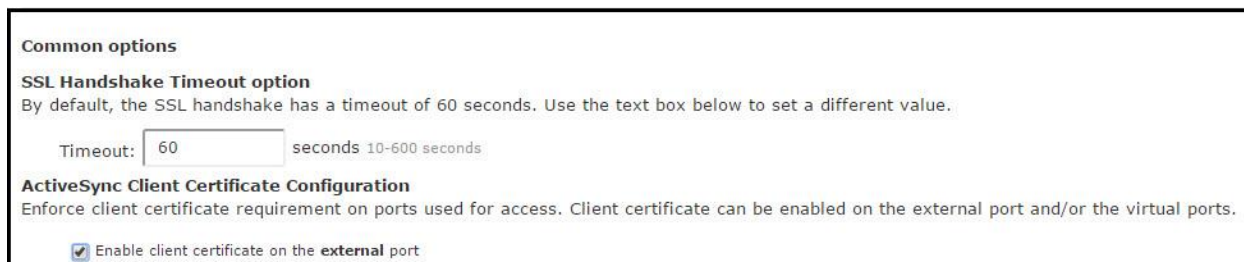 Common options
SSL Handshake Timeout option
By default, the SSL handshake has a timeout of 60 seconds. Use the text box below to set a different value.
Timeout: 60 seconds 10-600 seconds
ActiveSync Client Certificate Configuration
Enforce client certificate requirement on ports used for access. Client certificate can be enabled on the external port and/or the virtual ports.
Enable client certificate on the external port